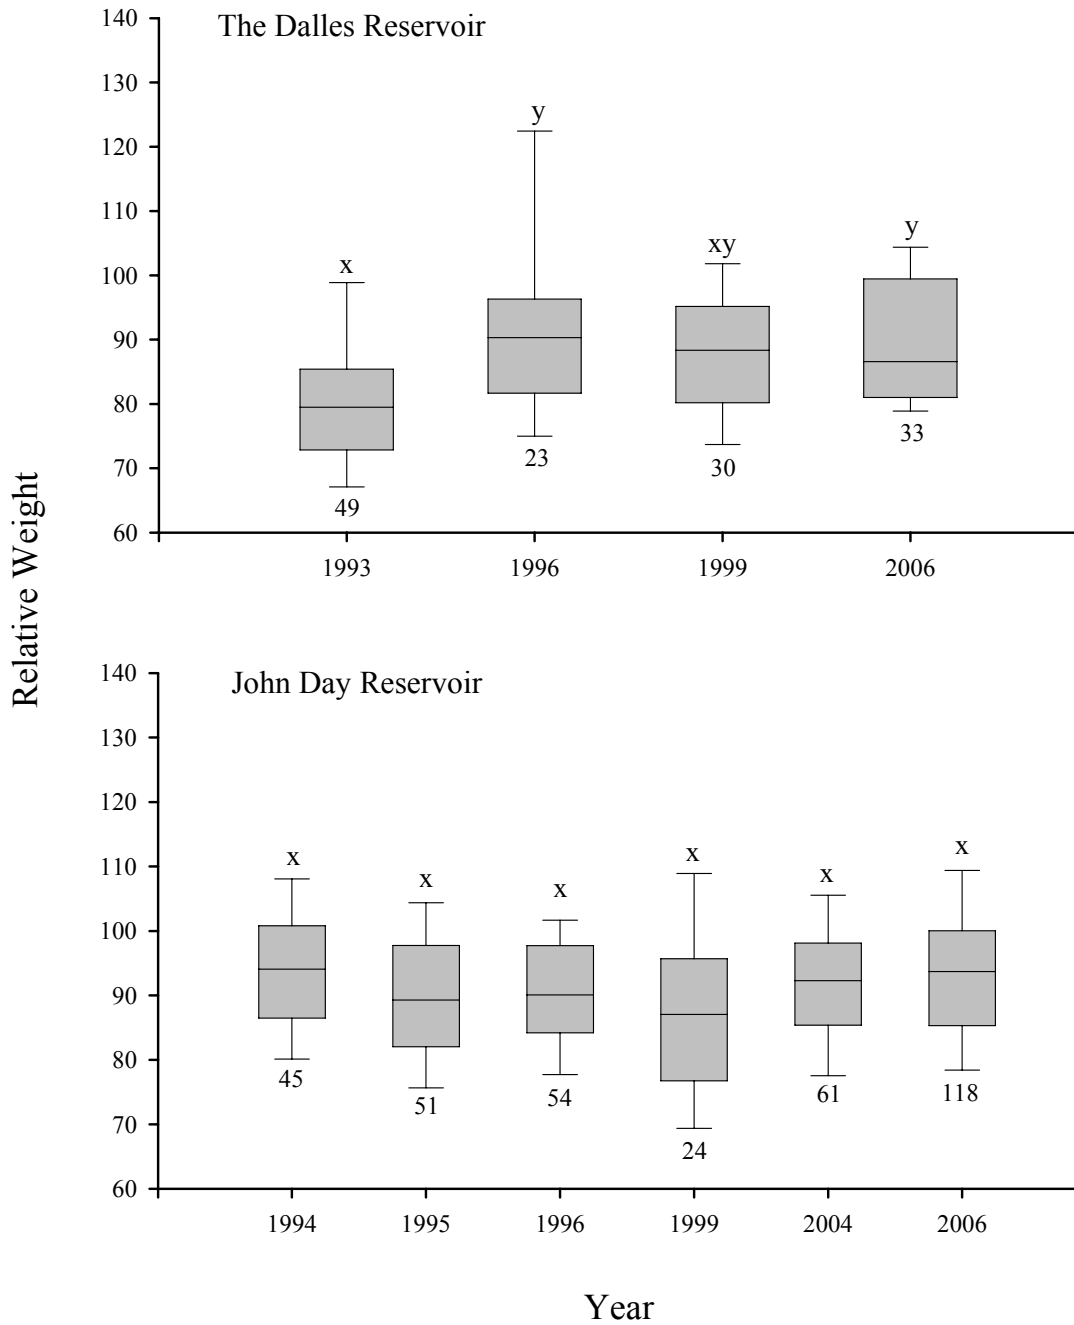 The Dalles Reservoir
140
130
120
110
100
90
80
70
60
x
y
xy
y
49
23
30
33
1993 1996 1999 2006
Relative Weight
John Day Reservoir
140
130
120
110
100
90
80
70
60
x
x
x
x
x
x
45
51
54
24
61
118
1994 1995 1996 1999 2004 2006
Year